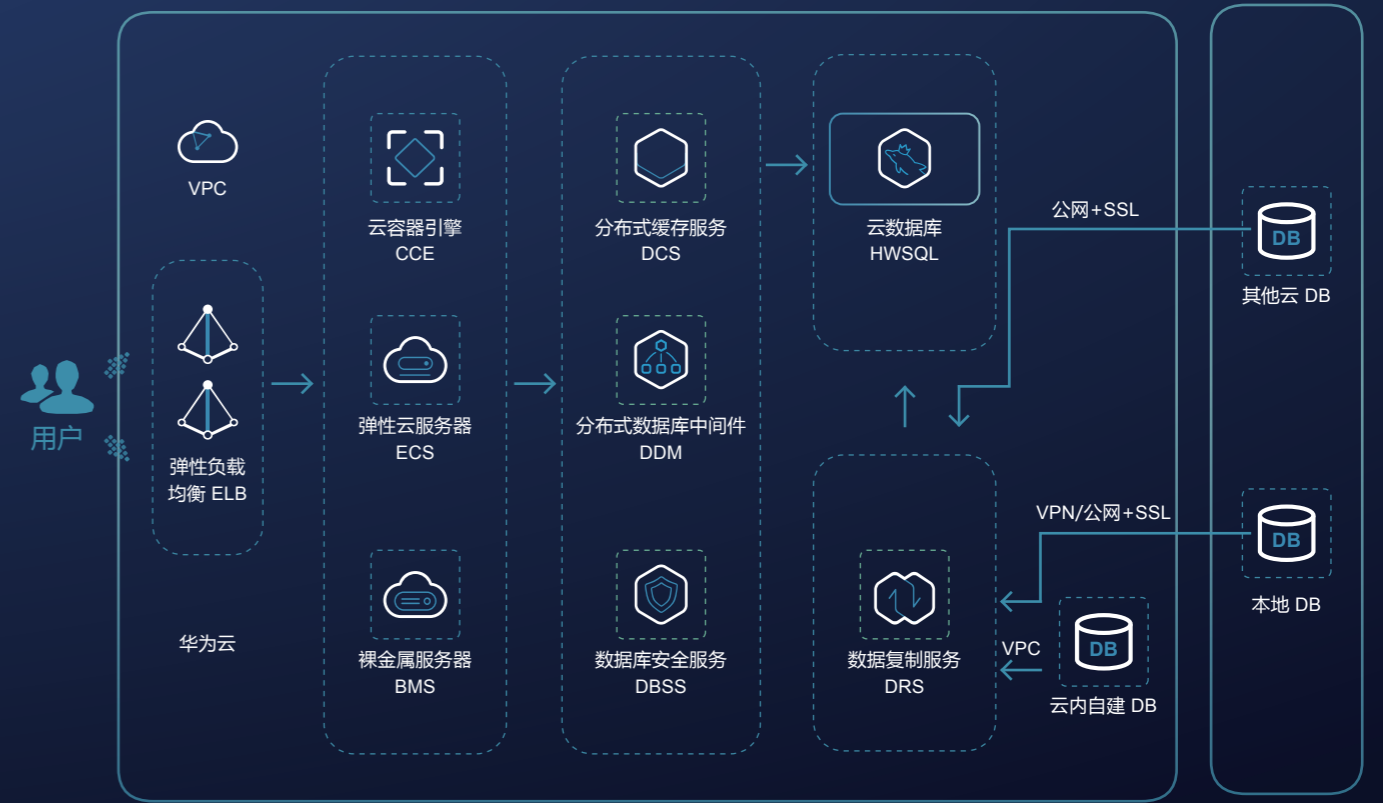 VPC
用户
弹性负载
均衡 ELB
华为云
云容器引擎
CCE
弹性云服务器
ECS
裸金属服务器
BMS
分布式缓存服务
DCS
分布式数据库中间件
DDM
数据库安全服务
DBSS
云数据库
HWSQL
数据复制服务
DRS
公网+SSL
VPN/公网+SSL
VPC
DB
云内自建 DB
DB
其他云 DB
DB
本地 DB